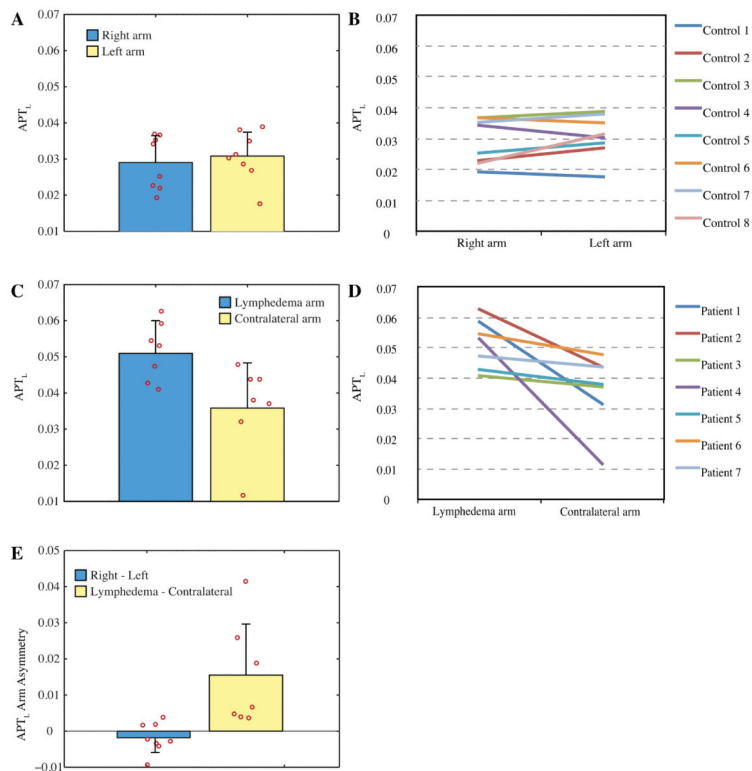 A
0.07
0.06
0.05
0.04
0.03
0.02
0.01
APT_L
Right arm
Left arm
B
0.07
0.06
0.05
0.04
0.03
0.02
0.01
0
APT_L
Right arm
Left arm
Control 1
Control 2
Control 3
Control 4
Control 5
Control 6
Control 7
Control 8
C
0.07
0.06
0.05
0.04
0.03
0.02
0.01
APT_L
Lymphedema arm
Contralateral arm
D
0.07
0.06
0.05
0.04
0.03
0.02
0.01
0
APT_L
Lymphedema arm
Contralateral arm
Patient 1
Patient 2
Patient 3
Patient 4
Patient 5
Patient 6
Patient 7
E
0.05
0.04
0.03
0.02
0.01
0
−0.01
APT_L Arm Asymmetry
Right - Left
Lymphedema - Contralateral